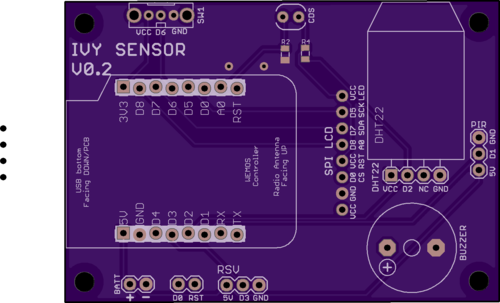 SW1
VCC D6 GND
IVY SENSOR
V0.2
CDS
R2 R4
3V3 D8 D7 D6 D5 D0 A0 RST
USB bottom
Facing DOWN/PCB
WEMOS
Controller
Radio Antenna
Facing UP
SPI LCD
VCC LED
D5 SCK
D7 SDA
D8 A0
VCC RST
D0 CS
GND
VCC
DHT22
DHT22
VCC D2 NC GND
PIR
GND
D1
5V
5V GND D4 D3 D2 D1 RX TX
BUZZER
BATT
+ -
D0 RST
RSV
5V D3 GND